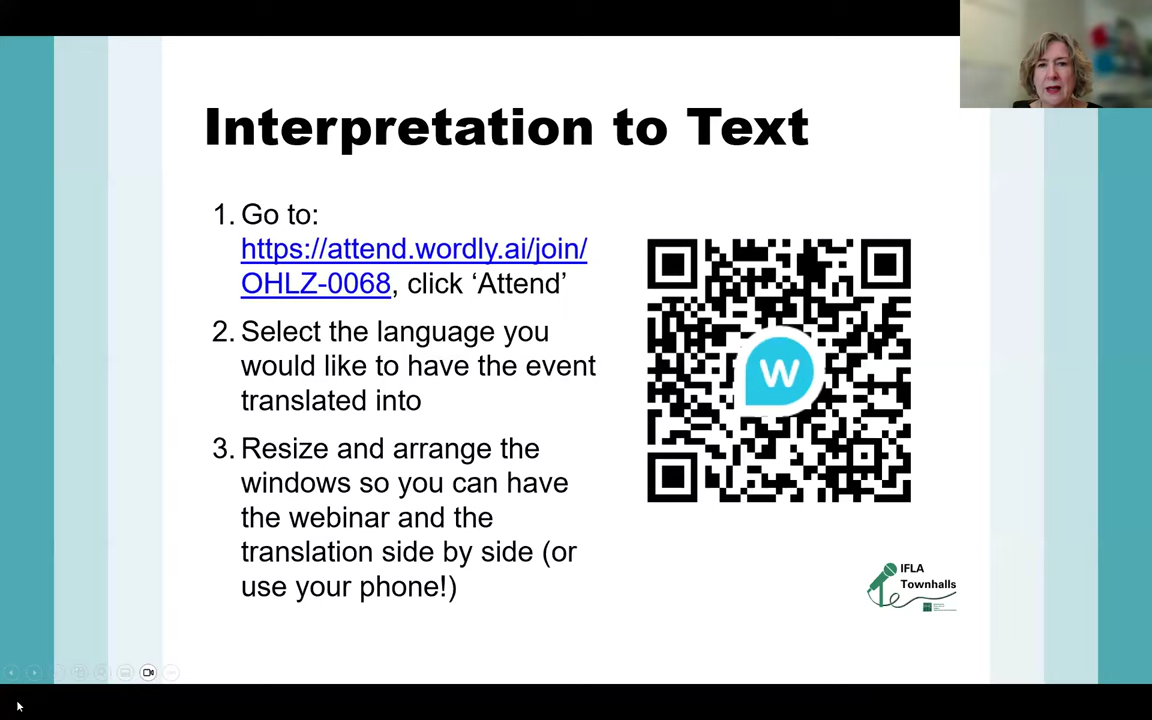 Interpretation to Text
1. Go to:
https://attend.wordly.ai/join/
OHLZ-0068, click ‘Attend’
2. Select the language you
would like to have the event
translated into
3. Resize and arrange the
windows so you can have
the webinar and the
translation side by side (or
use your phone!)
W
IFLA
Townhalls